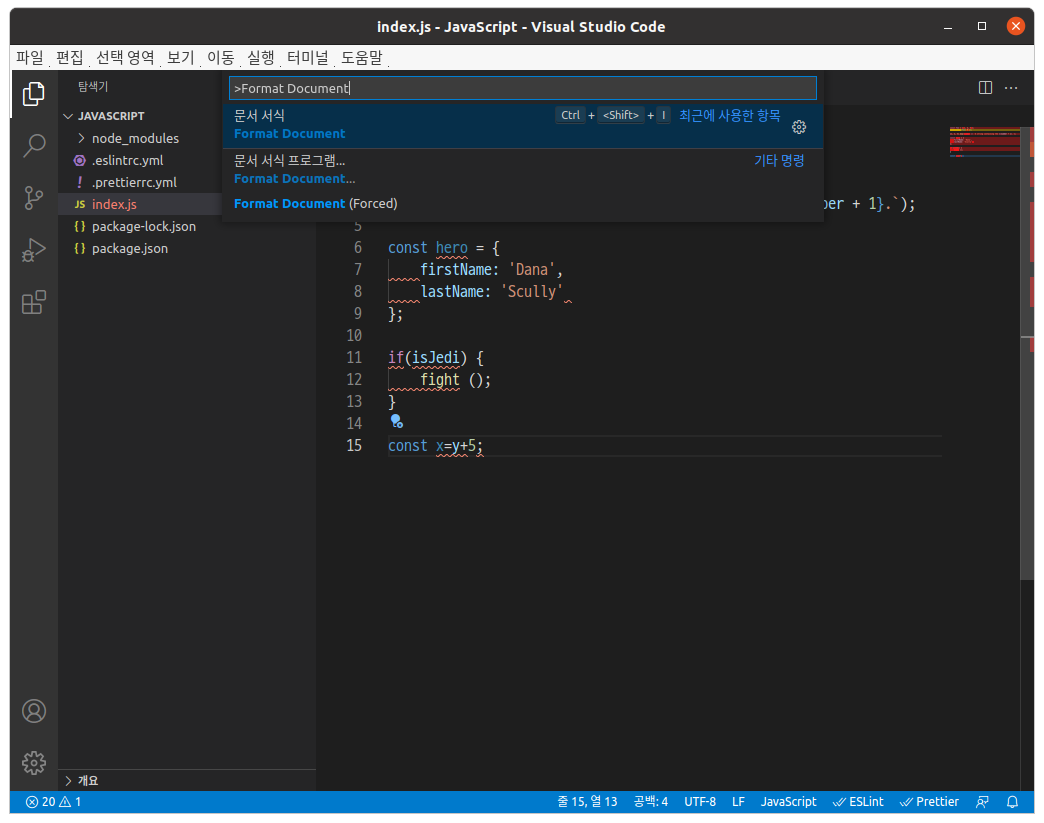 index.js - JavaScript - Visual Studio Code
파일 편집 선택 영역 보기 이동 실행 터미널 도움말
탐색기
JAVASCRIPT
node_modules
.eslintrc.yml
! .prettierrc.yml
JS index.js
{} package-lock.json
{} package.json
개요
>Format Document
문서 서식 Ctrl + <Shift> + I 최근에 사용한 항목
Format Document
문서 서식 프로그램... 기타 명령
Format Document...
Format Document (Forced)
+ 1}.`);
5
6 const hero = {
7 firstName: 'Dana',
8 lastName: 'Scully'
9 };
10
11 if(isJedi) {
12 fight ();
13 }
14
15 const x=y+5;
20 1 줄 15, 열 13 공백: 4 UTF-8 LF JavaScript ESLint Prettier